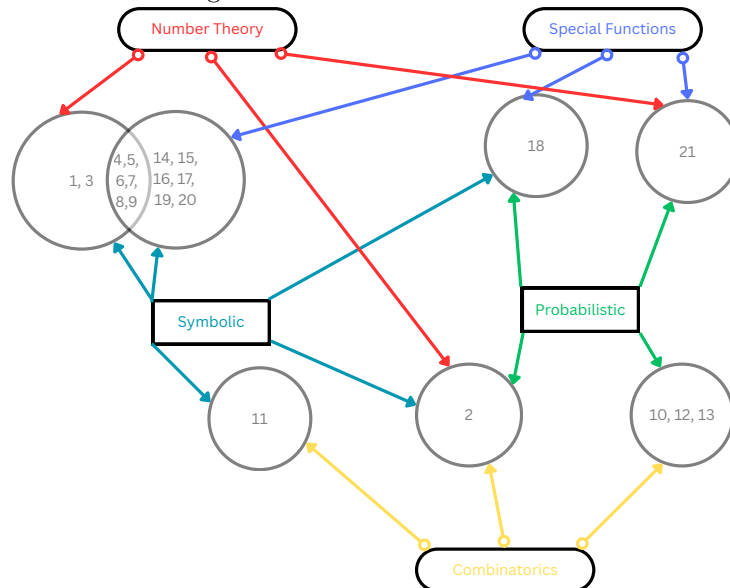 Number Theory
Special Functions
1, 3
4,5,
6,7,
8,9
14, 15,
16, 17,
19, 20
18
21
Symbolic
Probabilistic
11
2
10, 12, 13
Combinatorics